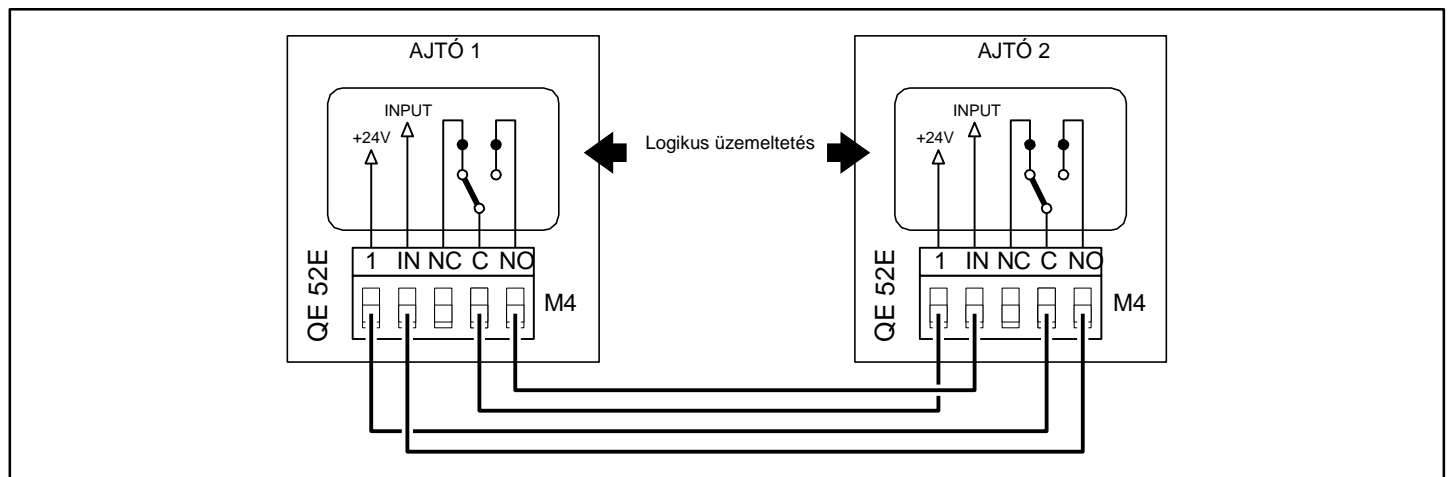 AJTÓ 1
INPUT
+24V
1 IN NC C NO
QE 52E
M4
Logikus üzemeltetés
AJTÓ 2
INPUT
+24V
1 IN NC C NO
QE 52E
M4